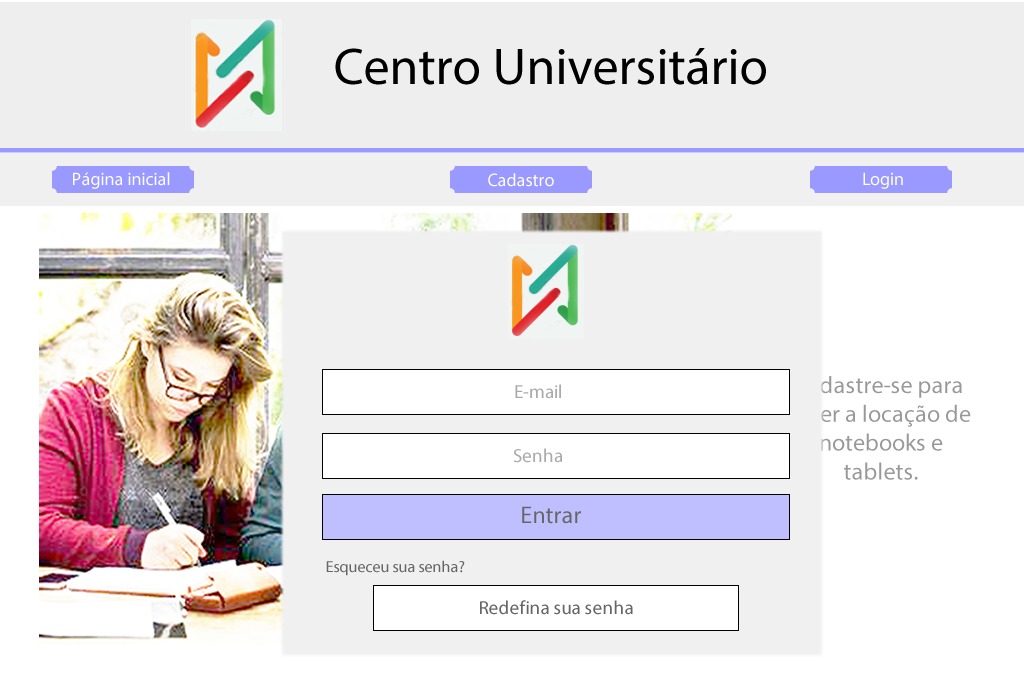 Centro Universitário
Página inicial
Cadastro
Login
E-mail
Senha
Entrar
Esqueceu sua senha?
Redefina sua senha
dastre-se para
er a locação de
notebooks e
tablets.